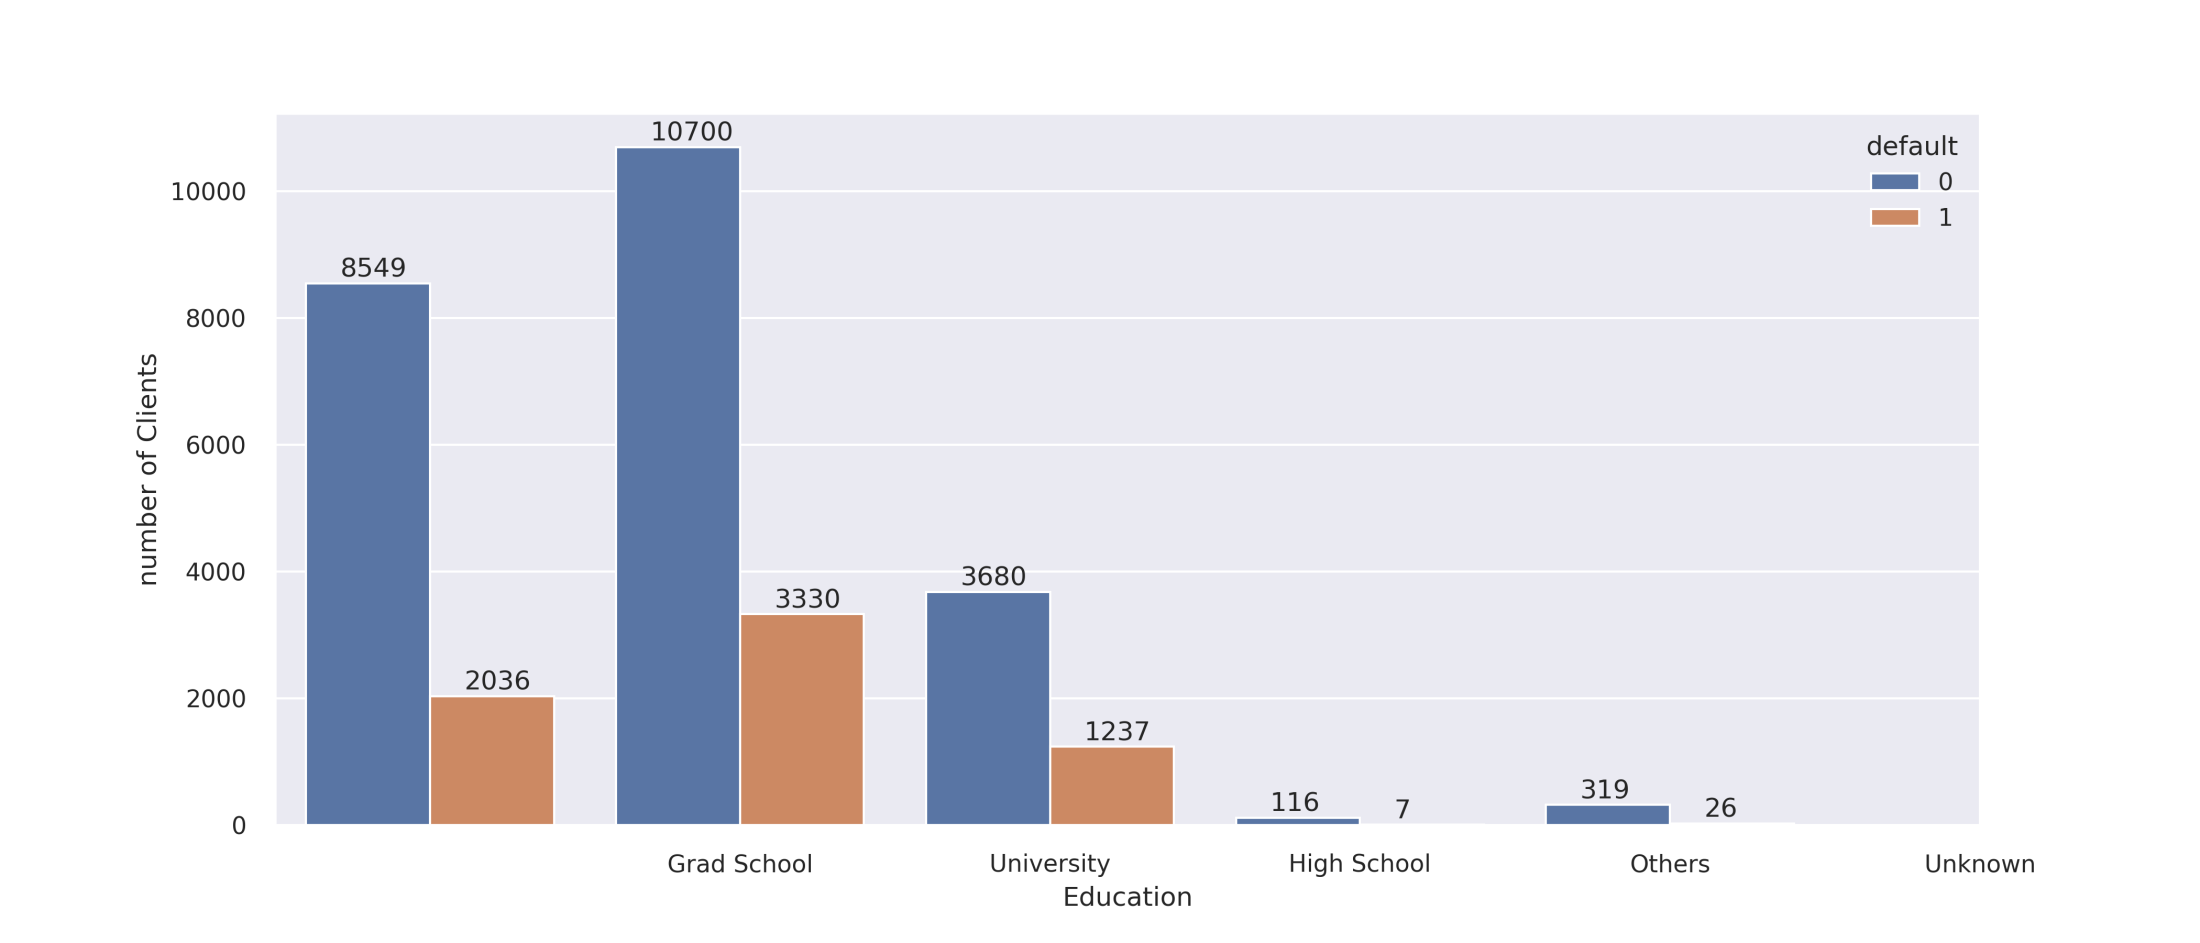 10700
default
0
1
10000
8549
8000
number of Clients
6000
4000
3680
3330
2036
2000
1237
319
116
7
26
0
Grad School
University
High School
Others
Unknown
Education